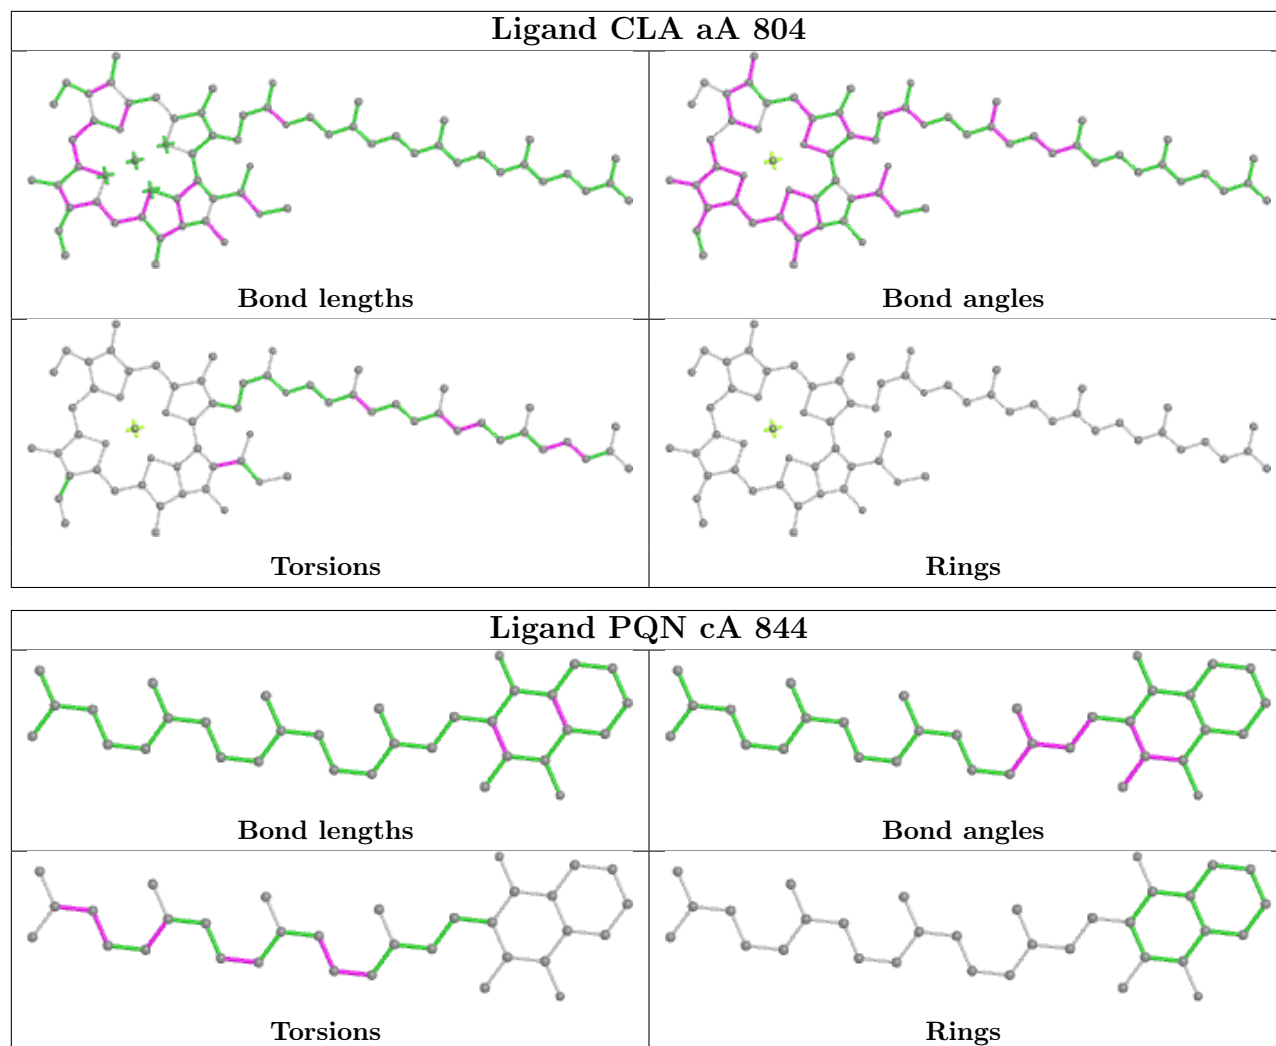 Ligand CLA aA 804
Bond lengths
Bond angles
Torsions
Rings
Ligand PQN cA 844
Bond lengths
Bond angles
Torsions
Rings